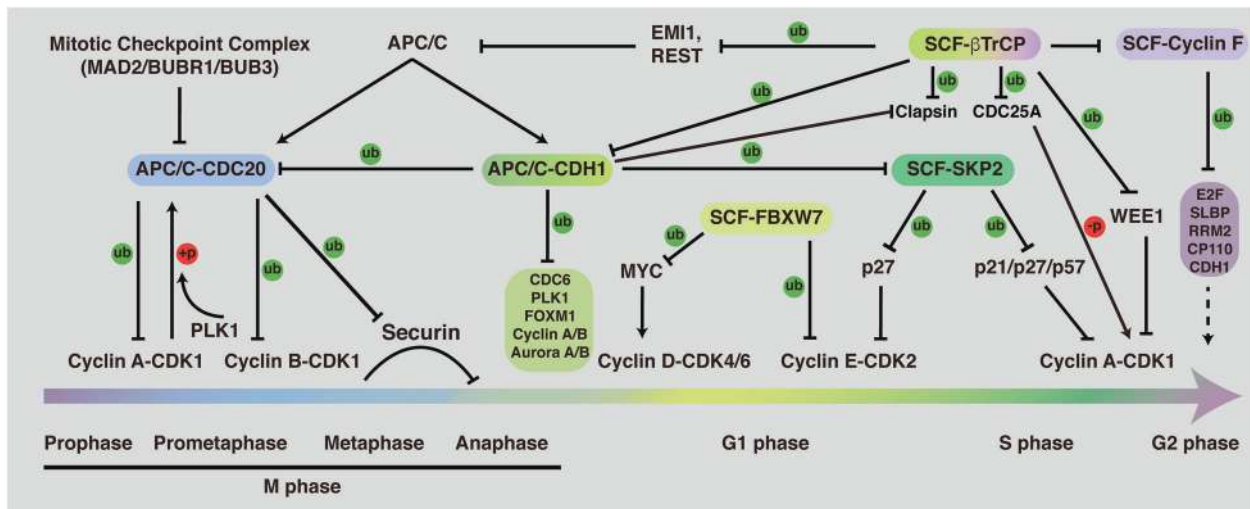 Mitotic Checkpoint Complex
(MAD2/BUBR1/BUB3)
APC/C
EMI1,
REST
ub
SCF-βTrCP
SCF-Cyclin F
ub
ub
ub
Clapsin
CDC25A
ub
ub
ub
APC/C-CDC20
ub
APC/C-CDH1
ub
SCF-SKP2
E2F
SLBP
RRM2
CP110
CDH1
WEE1
-p
SCF-FBXW7
ub
ub
ub
ub
+p
ub
ub
ub
ub
MYC
p27
p21/p27/p57
CDC6
PLK1
FOXM1
Cyclin A/B
Aurora A/B
PLK1
Securin
Cyclin A-CDK1
Cyclin B-CDK1
Cyclin D-CDK4/6
Cyclin E-CDK2
Cyclin A-CDK1
Prophase
Prometaphase
Metaphase
Anaphase
G1 phase
S phase
G2 phase
M phase